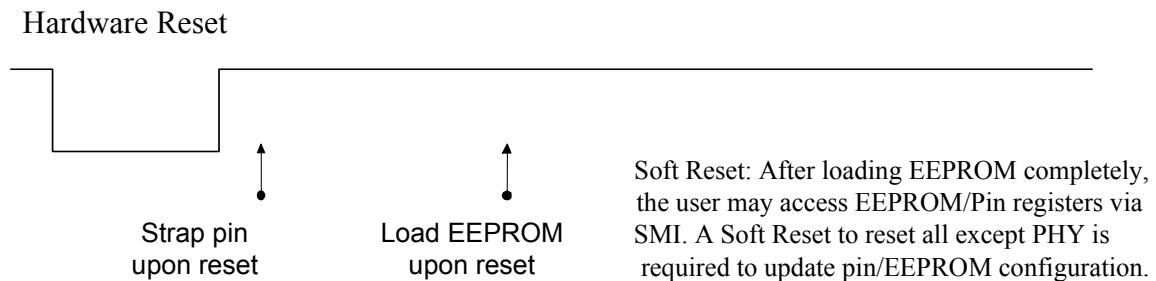 Hardware Reset
Strap pin
upon reset
Load EEPROM
upon reset
Soft Reset: After loading EEPROM completely,
the user may access EEPROM/Pin registers via
SMI. A Soft Reset to reset all except PHY is
required to update pin/EEPROM configuration.